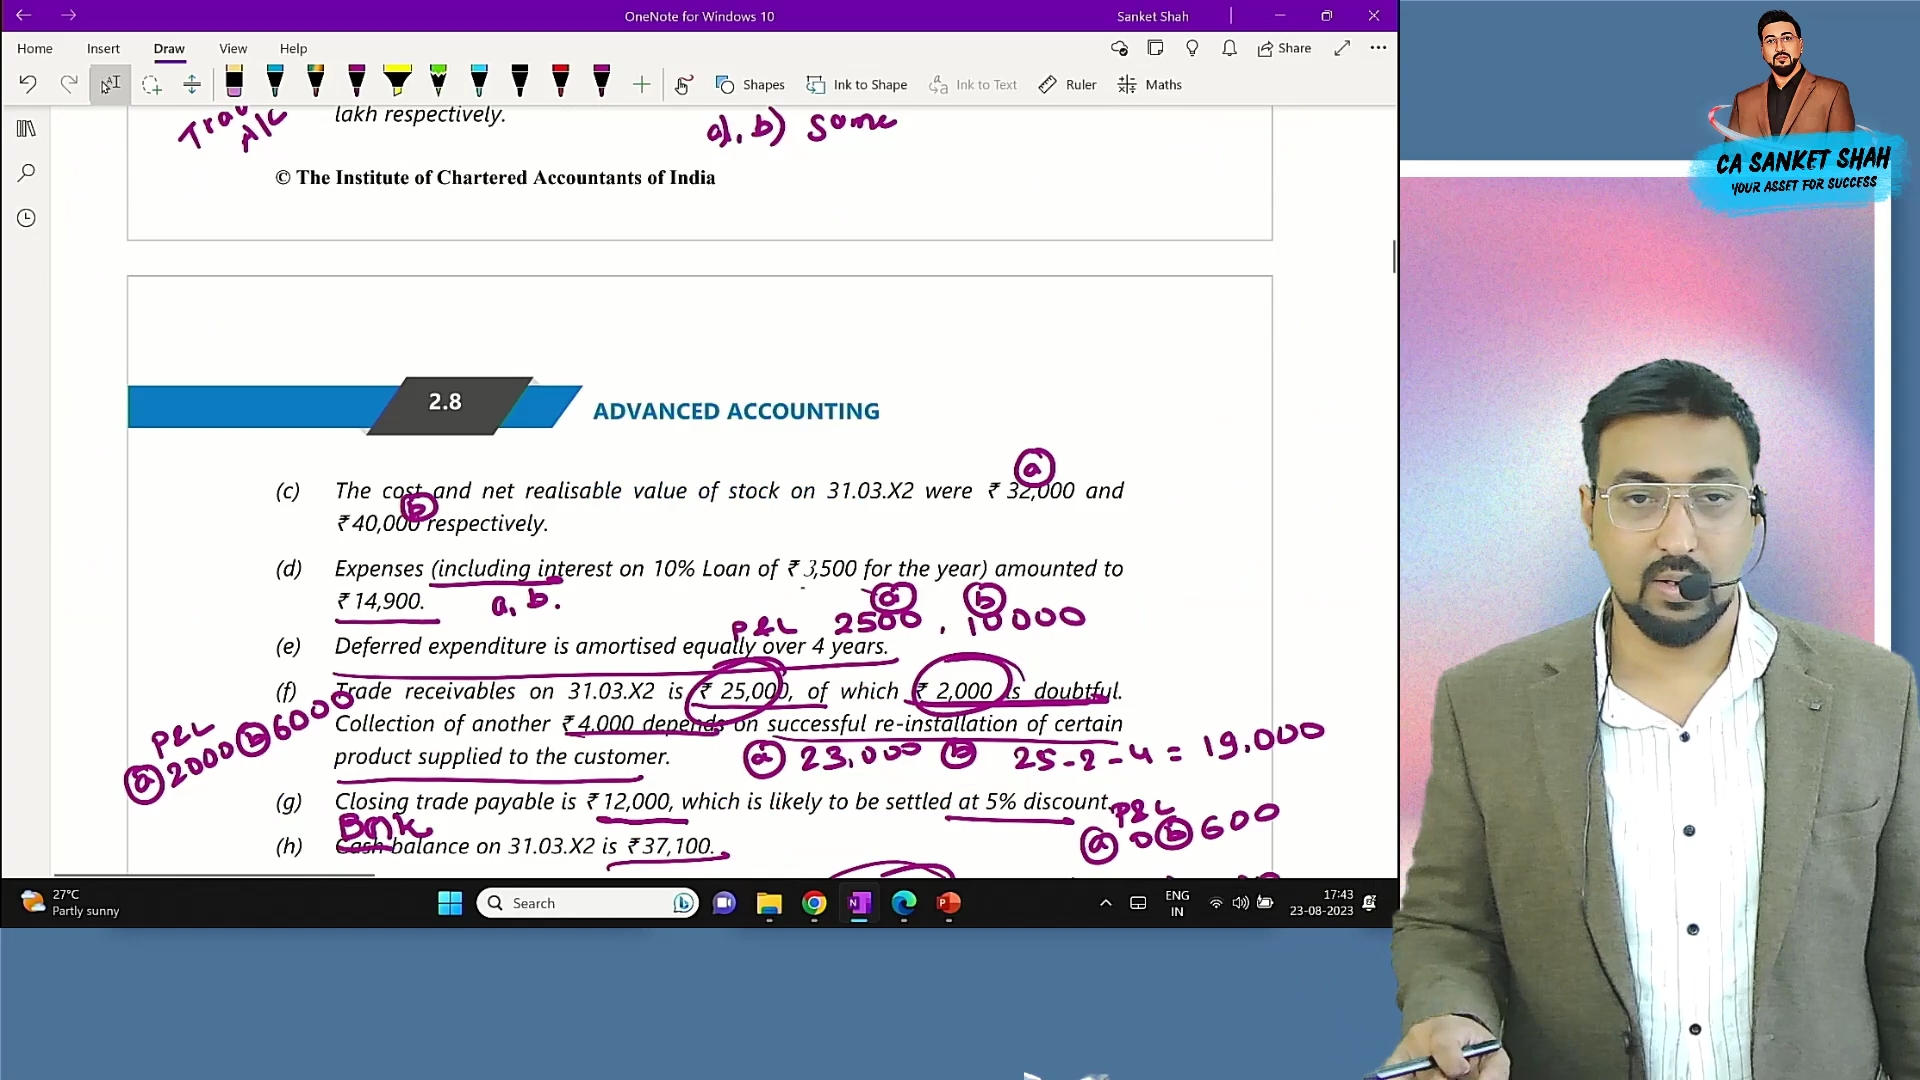 OneNote for Windows 10
Sanket Shah
Home Insert Draw View Help
Share
Shapes Ink to Shape Ink to Text Ruler Maths
Trav A/c
lakh respectively.
a), b) Same
© The Institute of Chartered Accountants of India
2.8 ADVANCED ACCOUNTING
a
(c) The cost and net realisable value of stock on 31.03.X2 were ₹ 32,000 and
b
₹ 40,000 respectively.
(d) Expenses (including interest on 10% Loan of ₹ 3,500 for the year) amounted to
₹ 14,900. a, b.
a b
P&L 2500, 10000
(e) Deferred expenditure is amortised equally over 4 years.
(f) Trade receivables on 31.03.X2 is ₹ 25,000, of which ₹ 2,000 is doubtful.
Collection of another ₹ 4,000 depends on successful re-installation of certain
product supplied to the customer.
P&L
a 2000 b 6000
a 23,000 b 25-2-4 = 19,000
(g) Closing trade payable is ₹ 12,000, which is likely to be settled at 5% discount.
P&L
a 0 b 600
Bank
(h) Cash balance on 31.03.X2 is ₹ 37,100.
27°C
Partly sunny
Search
ENG
IN
17:43
23-08-2023
CA SANKET SHAH
YOUR ASSET FOR SUCCESS